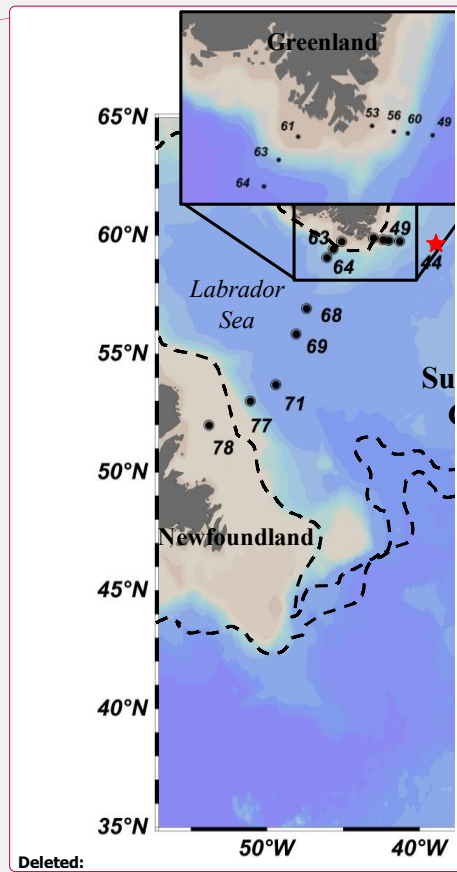 Greenland
53
56
60
49
61
63
64
65°N
60°N
63
49
64
44
Labrador
Sea
68
55°N
69
Su
71
77
78
50°N
Newfoundland
45°N
40°N
35°N
50°W
40°W
Deleted: